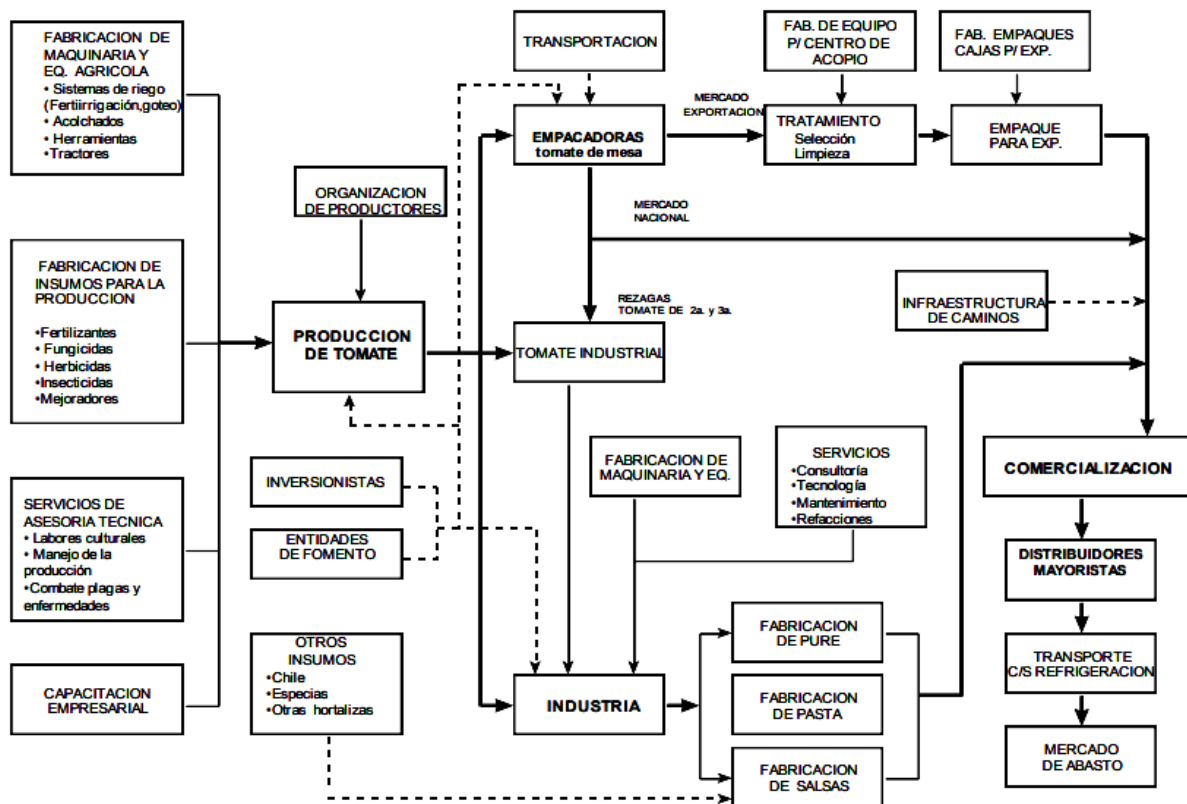 FABRICACION DE
MAQUINARIA Y
EQ. AGRICOLA
• Sistemas de riego
(Fertiirrigación,goteo)
• Acolchados
• Herramientas
•Tractores
TRANSPORTACION
FAB. DE EQUIPO
P/ CENTRO DE
ACOPIO
FAB. EMPAQUES
CAJAS P/ EXP.
EMPACADORAS
tomate de mesa
MERCADO
EXPORTACION
TRATAMIENTO
Selección
Limpieza
EMPAQUE
PARA EXP.
ORGANIZACION
DE PRODUCTORES
MERCADO
NACIONAL
FABRICACION DE
INSUMOS PARA LA
PRODUCCION
•Fertilizantes
• Fungicidas
• Herbicidas
•Insecticidas
•Mejoradores
PRODUCCION
DE TOMATE
REZAGAS
TOMATE DE 2a. y 3a.
TOMATE INDUSTRIAL
INFRAESTRUCTURA
DE CAMINOS
SERVICIOS DE
ASESORIA TECNICA
• Labores culturales
• Manejo de la
producción
• Combate plagas y
enfermedades
INVERSIONISTAS
ENTIDADES
DE FOMENTO
FABRICACION DE
MAQUINARIA Y EQ.
SERVICIOS
•Consultoría
•Tecnología
•Mantenimiento
•Refacciones
COMERCIALIZACION
DISTRIBUIDORES
MAYORISTAS
TRANSPORTE
C/S REFRIGERACION
MERCADO
DE ABASTO
CAPACITACION
EMPRESARIAL
OTROS
INSUMOS
•Chile
•Especias
•Otras hortalizas
INDUSTRIA
FABRICACION
DE PURE
FABRICACION
DE PASTA
FABRICACION
DE SALSAS